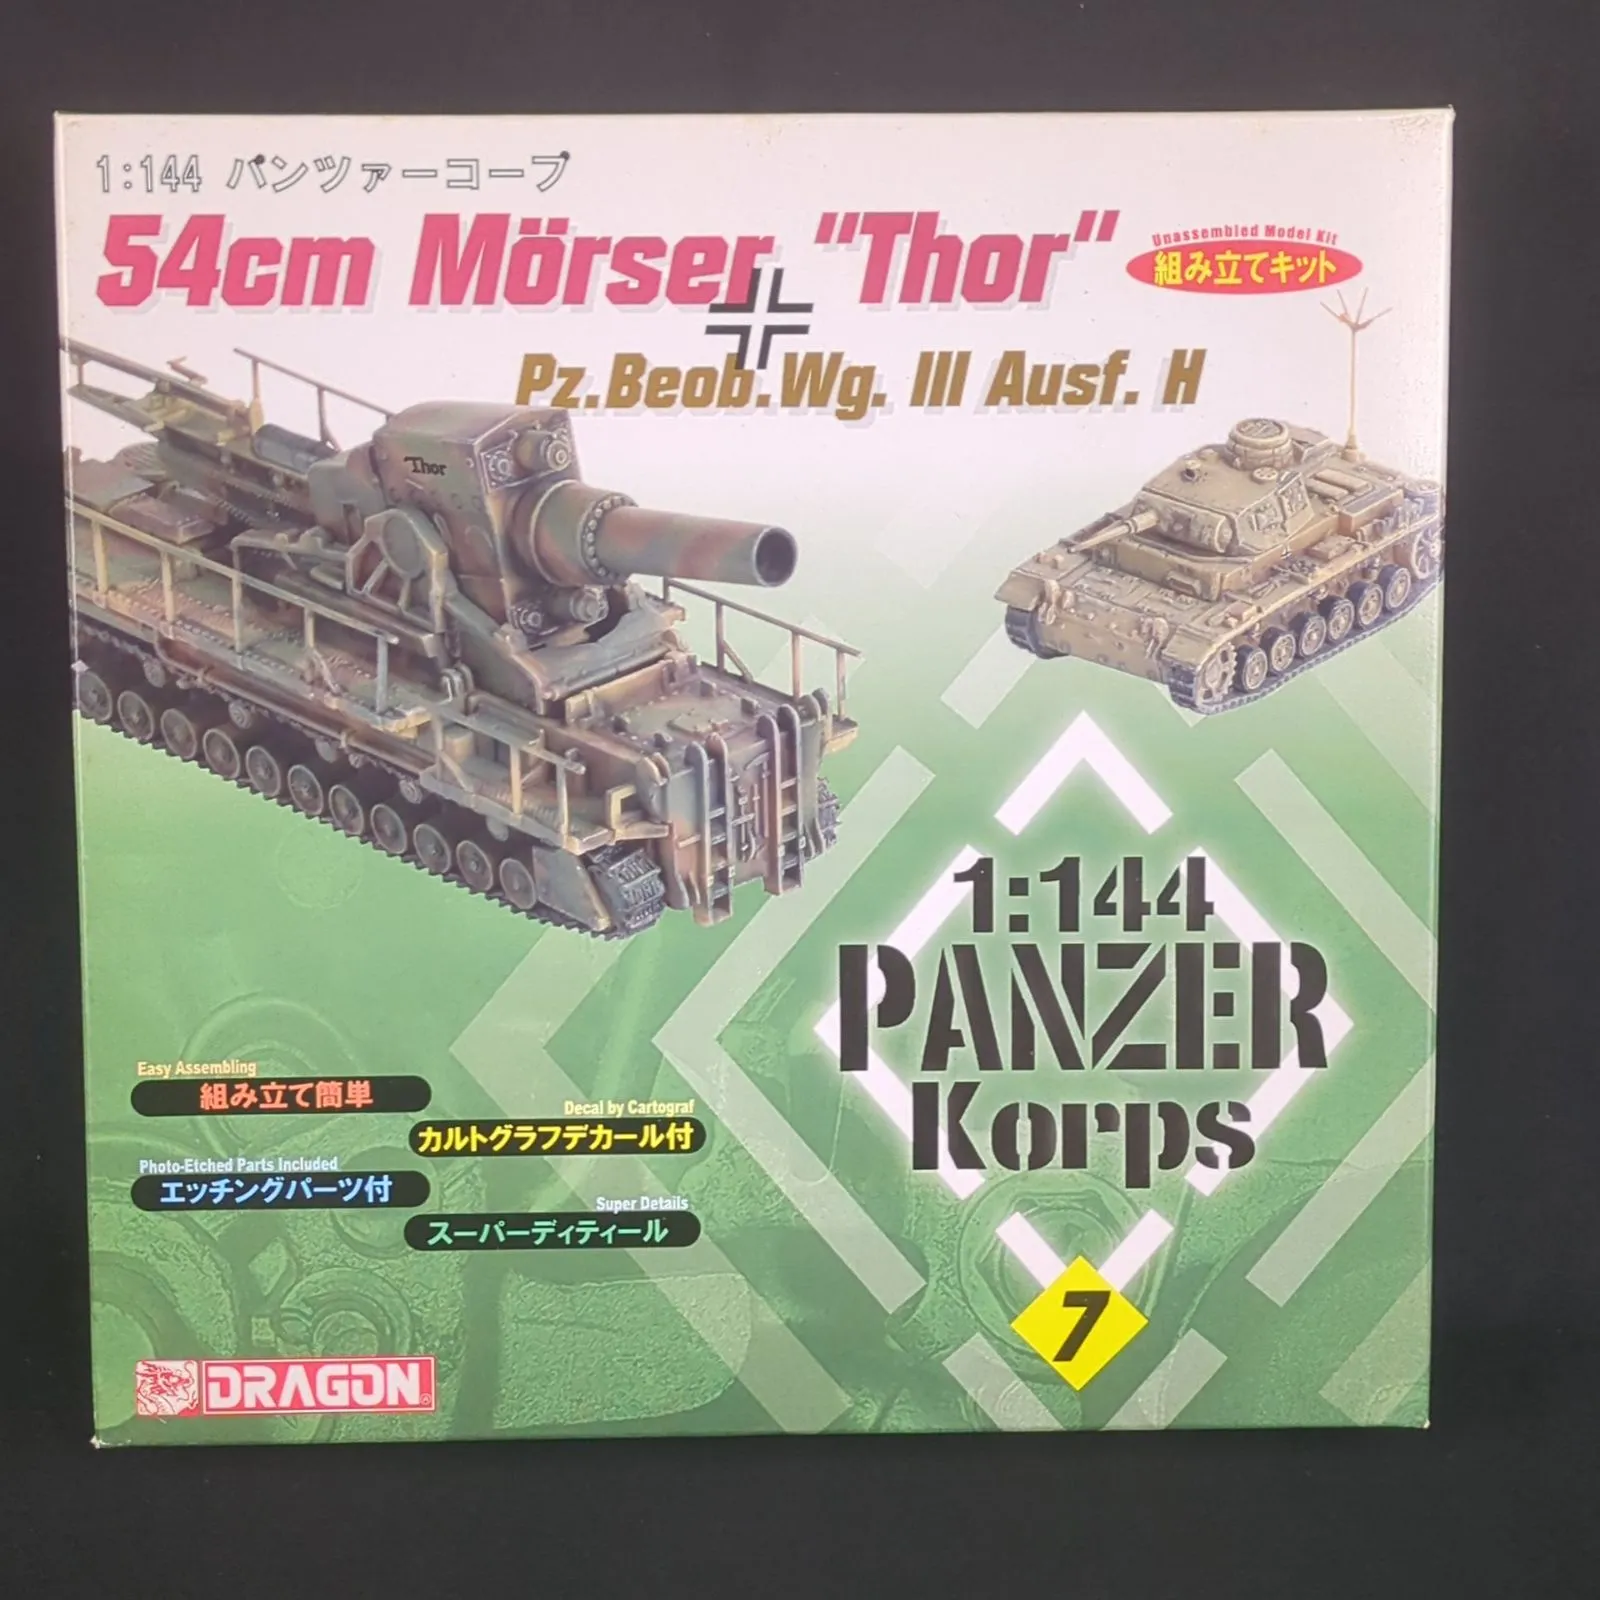 1:144 パンツァーコープ
54cm Mörser "Thor"
Unassembled Model Kit
組み立てキット
Pz.Beob.Wg. III Ausf. H
Thor
1:144
PANZER
Korps
7
Easy Assembling
組み立て簡単
Decal by Cartograf
カルトグラフデカール付
Photo-Etched Parts Included
エッチングパーツ付
Super Details
スーパーディティール
DRAGON